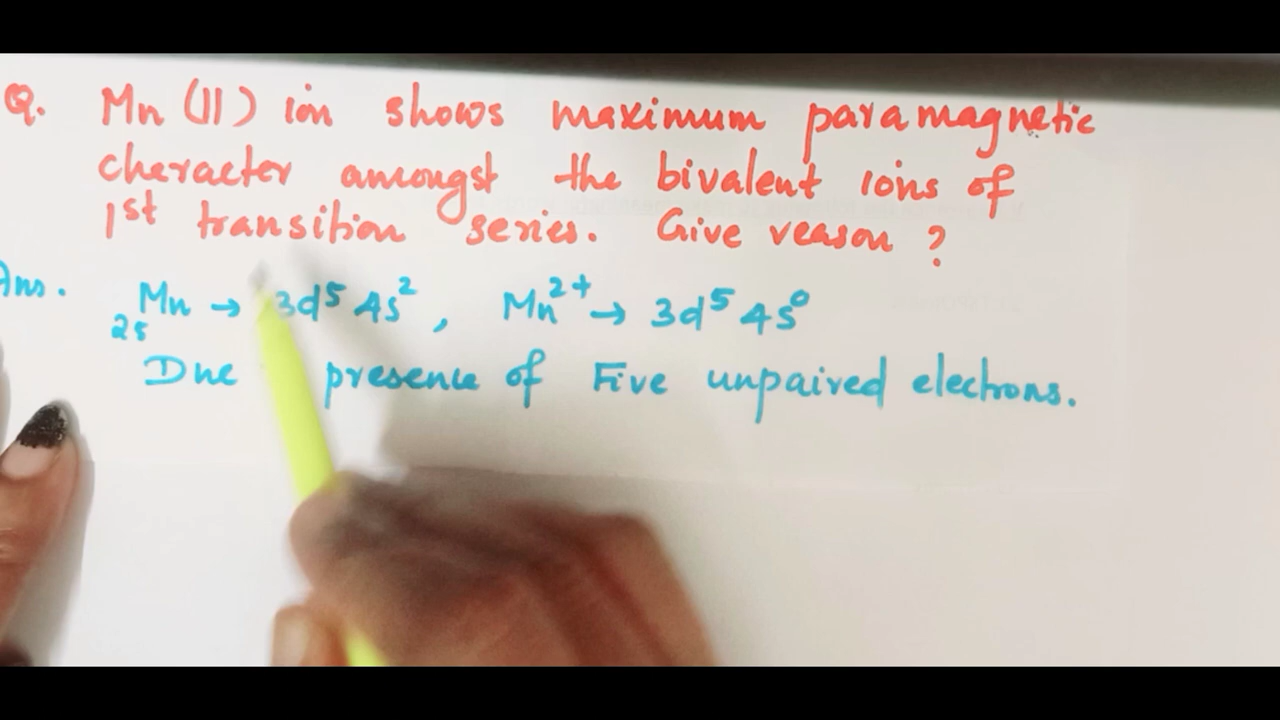 Q. Mn (II) ion shows maximum paramagnetic
character amongst the bivalent ions of
1st transition series. Give reason ?
Ans. 25Mn → 3d⁵ 4s², Mn²⁺ → 3d⁵ 4s⁰
Due presence of Five unpaired electrons.